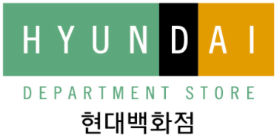 HYUNDAI
DEPARTMENT STORE
현대백화점